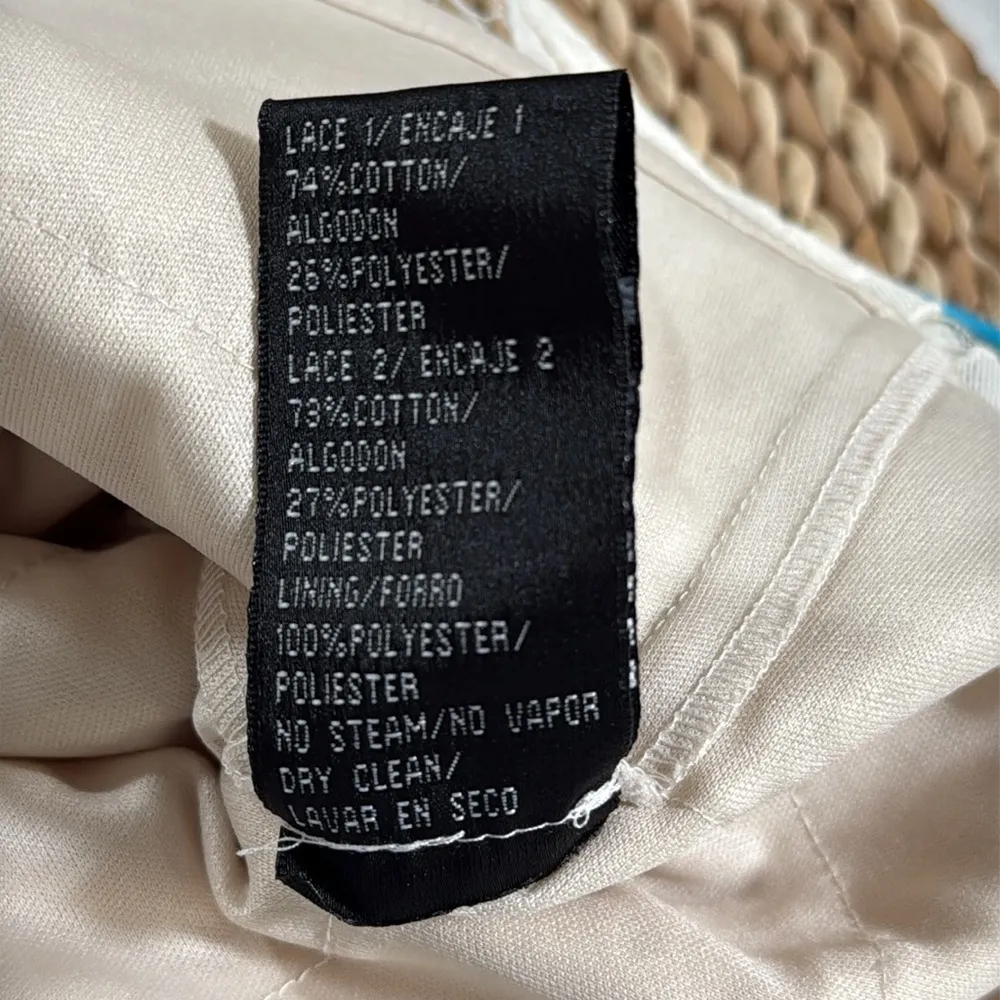 LACE 1/ ENCAJE 1
74%COTTON/
ALGODON
26%POLYESTER/
POLIESTER
LACE 2/ ENCAJE 2
73%COTTON/
ALGODON
27%POLYESTER/
POLIESTER
LINING/FORRO
100%POLYESTER/
POLIESTER
NO STEAM/NO VAPOR
DRY CLEAN/
LAVAR EN SECO